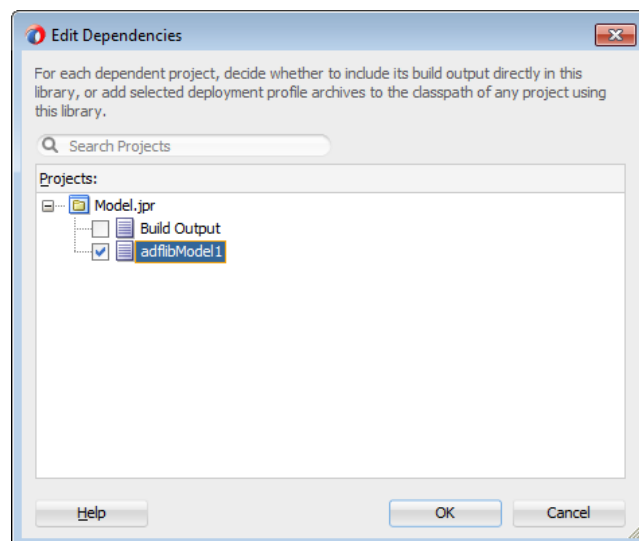 Edit Dependencies
For each dependent project, decide whether to include its build output directly in this
library, or add selected deployment profile archives to the classpath of any project using
this library.
Search Projects
Projects:
Model.jpr
Build Output
adflibModel1
Help
OK
Cancel